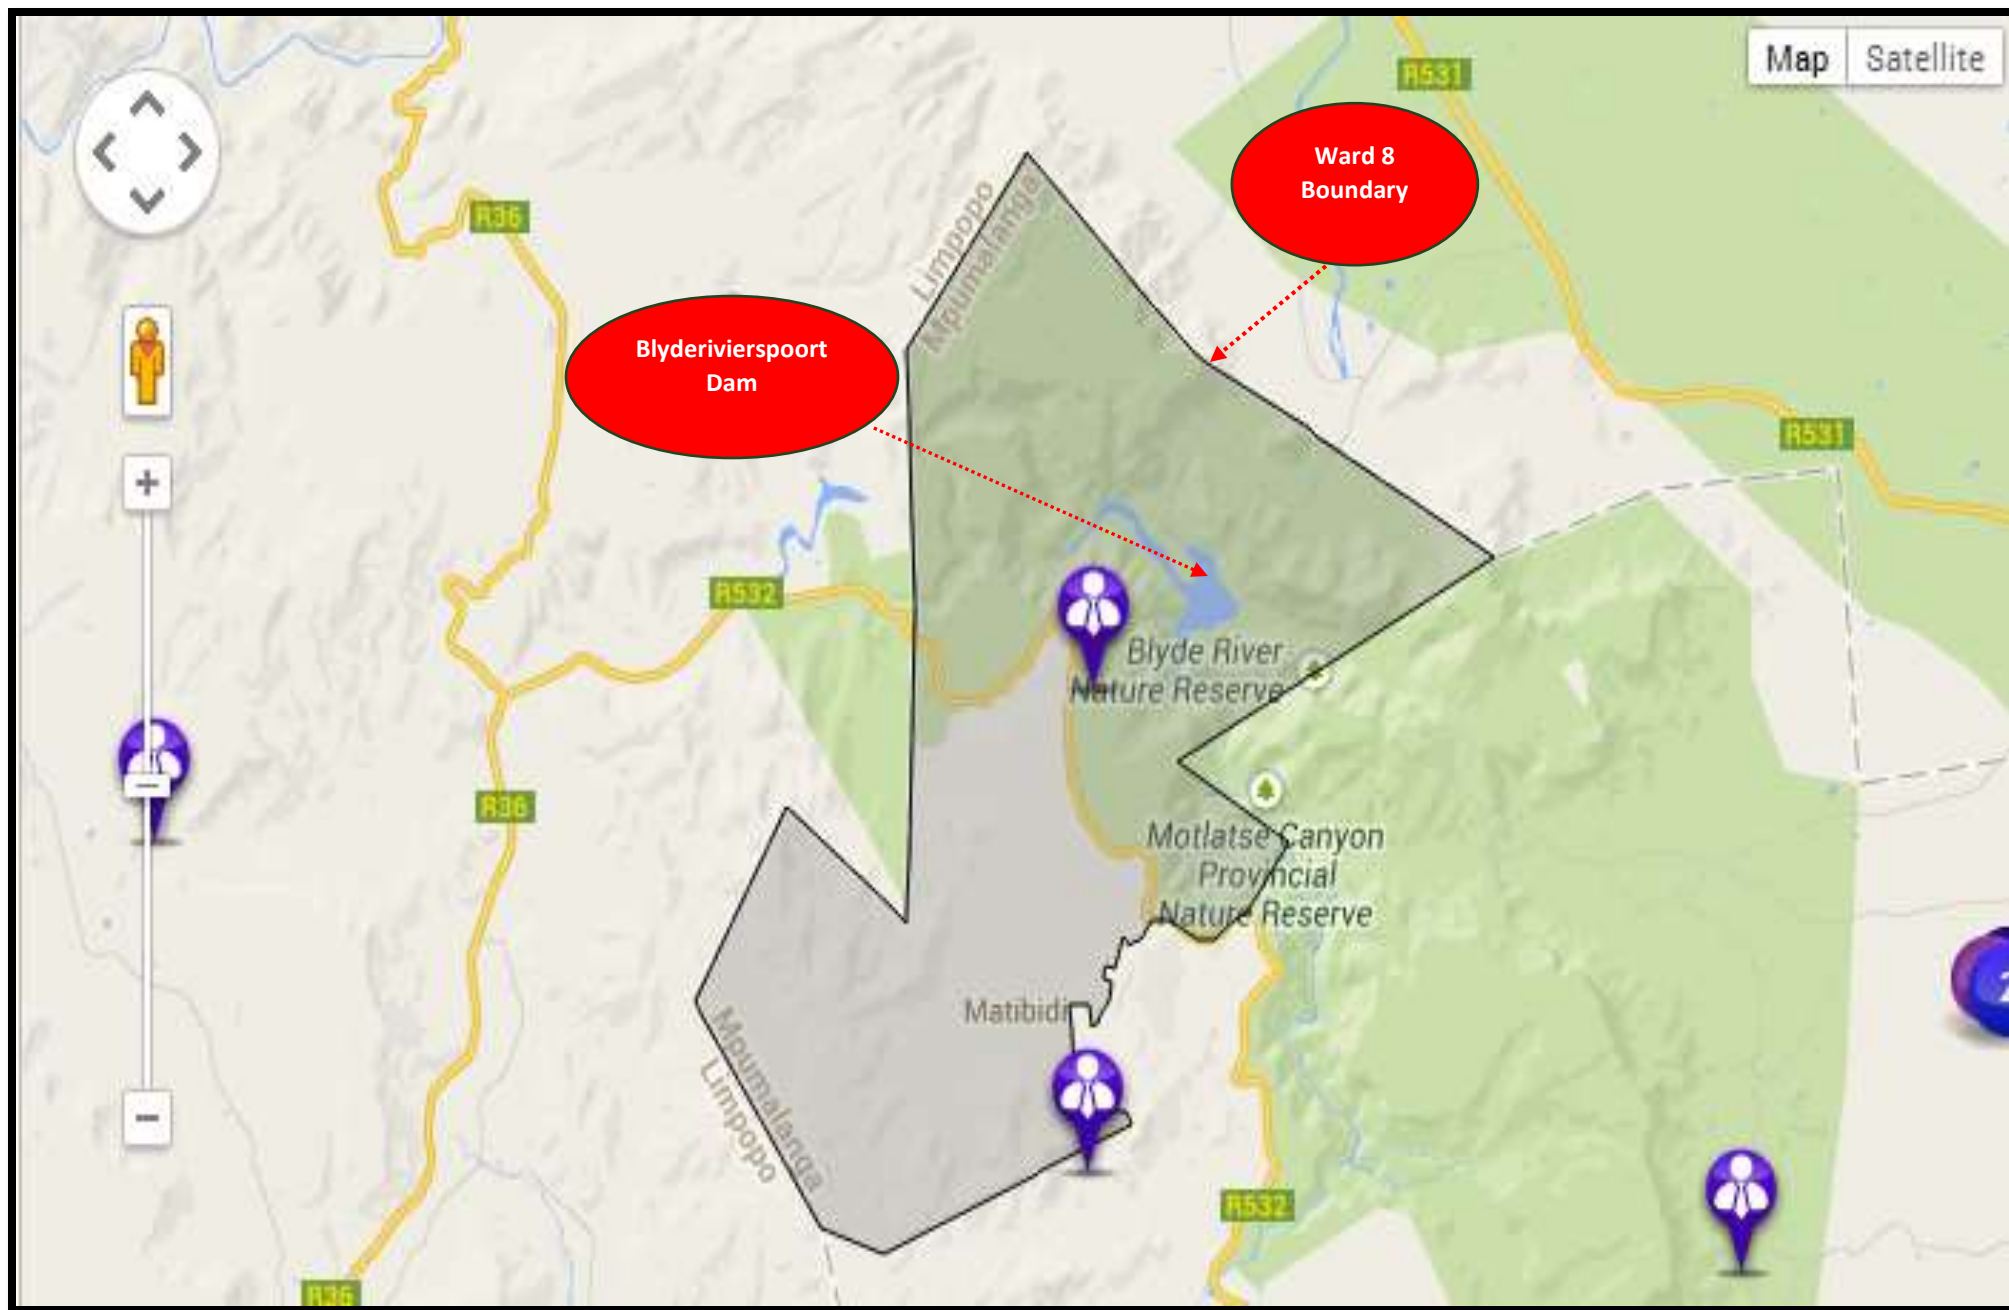 Map
Satellite
R531
Ward 8
Boundary
R36
Limpopo
Mpumalanga
Blyderivierspoort
Dam
R531
+
R532
Blyde River
Nature Reserve
R36
Motlatse Canyon
Provincial
Nature Reserve
Matibidi
Mpumalanga
Limpopo
−
R532
R36
2